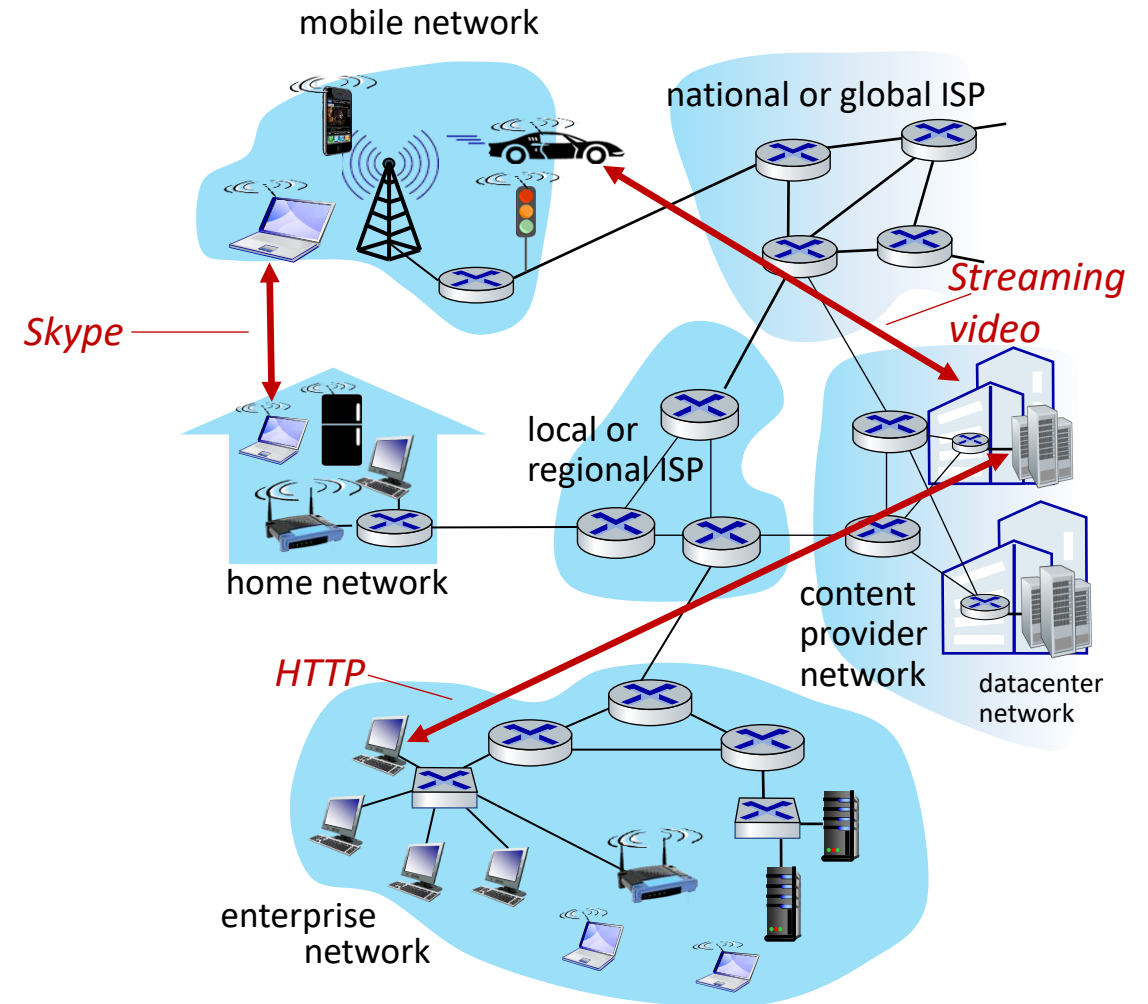 mobile network
national or global ISP
Streaming
video
Skype
local or
regional ISP
home network
content
provider
network
datacenter
network
HTTP
enterprise
network